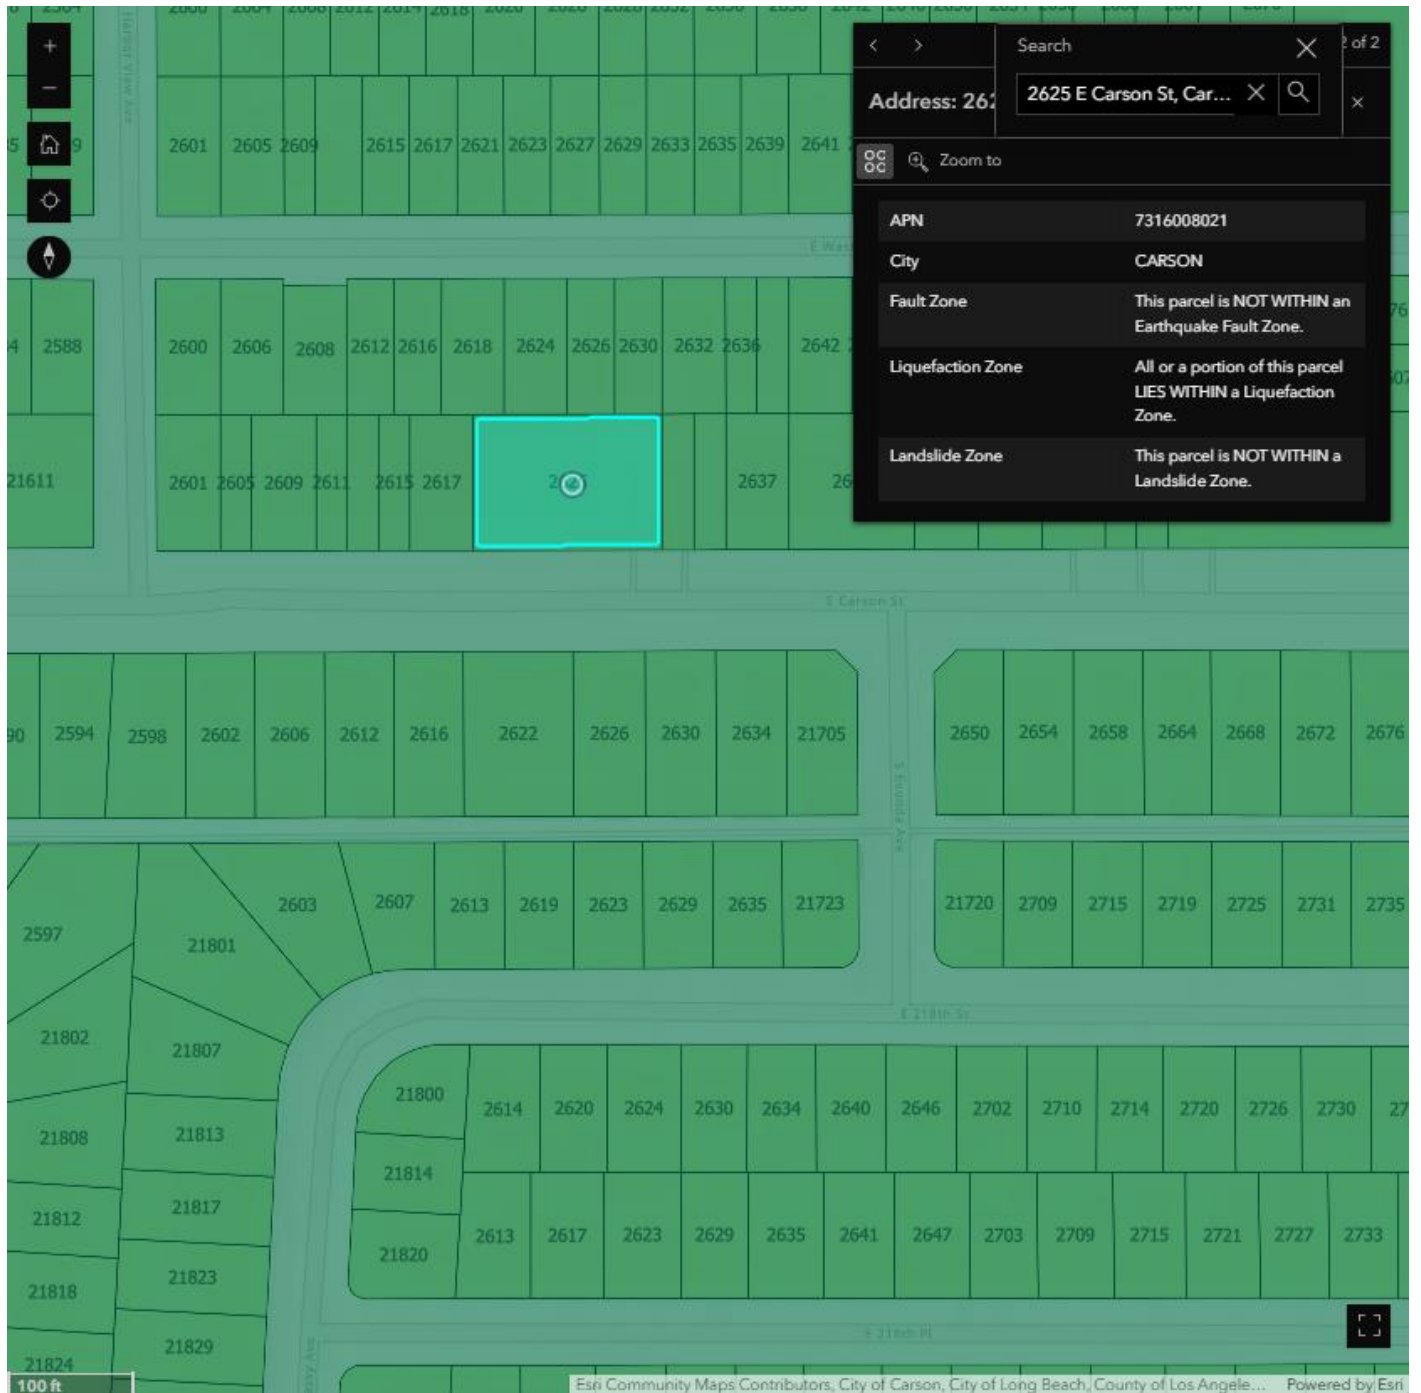 2 of 2
Search
Address: 262
2625 E Carson St, Car...
Zoom to
APN 7316008021
City CARSON
Fault Zone This parcel is NOT WITHIN an
Earthquake Fault Zone.
Liquefaction Zone All or a portion of this parcel
LIES WITHIN a Liquefaction
Zone.
Landslide Zone This parcel is NOT WITHIN a
Landslide Zone.
Harbor View Ave
2601 2605 2609 2615 2617 2621 2623 2627 2629 2633 2635 2639 2641
2588 2600 2606 2608 2612 2616 2618 2624 2626 2630 2632 2636 2642
21611 2601 2605 2609 2611 2615 2617 2637
E Carson St
2594 2598 2602 2606 2612 2616 2622 2626 2630 2634 21705 2650 2654 2658 2664 2668 2672 2676
2603 2607 2613 2619 2623 2629 2635 21723 21720 2709 2715 2719 2725 2731 2735
2597 21801
E 218th St
21802 21807
21800 2614 2620 2624 2630 2634 2640 2646 2702 2710 2714 2720 2726 2730
21808 21813
21814
21812 21817
21820 2613 2617 2623 2629 2635 2641 2647 2703 2709 2715 2721 2727 2733
21818 21823
21824 21829
100 ft
Esri Community Maps Contributors, City of Carson, City of Long Beach, County of Los Angele... Powered by Esri